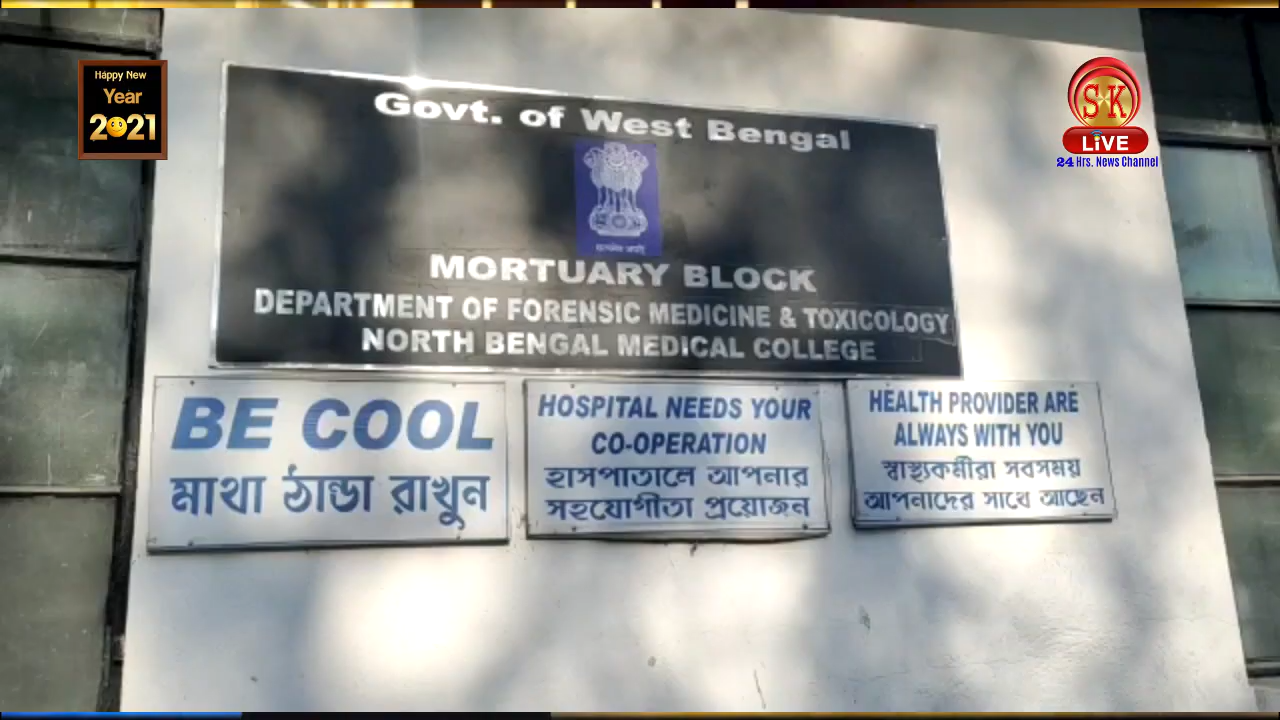 Happy New
Year
2021
SK
LiVE
24 Hrs. News Channel
Govt. of West Bengal
MORTUARY BLOCK
DEPARTMENT OF FORENSIC MEDICINE & TOXICOLOGY
NORTH BENGAL MEDICAL COLLEGE
BE COOL
মাথা ঠান্ডা রাখুন
HOSPITAL NEEDS YOUR
CO-OPERATION
হাসপাতালে আপনার
সহযোগীতা প্রয়োজন
HEALTH PROVIDER ARE
ALWAYS WITH YOU
স্বাস্থ্যকর্মীরা সবসময়
আপনাদের সাথে আছেন